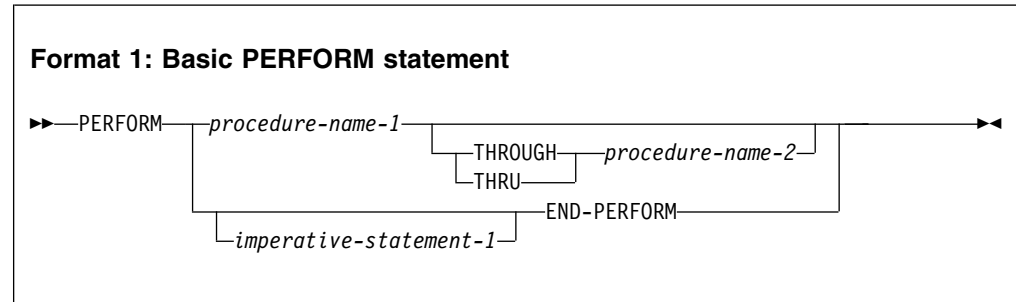 Format 1: Basic PERFORM statement
PERFORM procedure-name-1
THROUGH procedure-name-2
THRU
END-PERFORM
imperative-statement-1